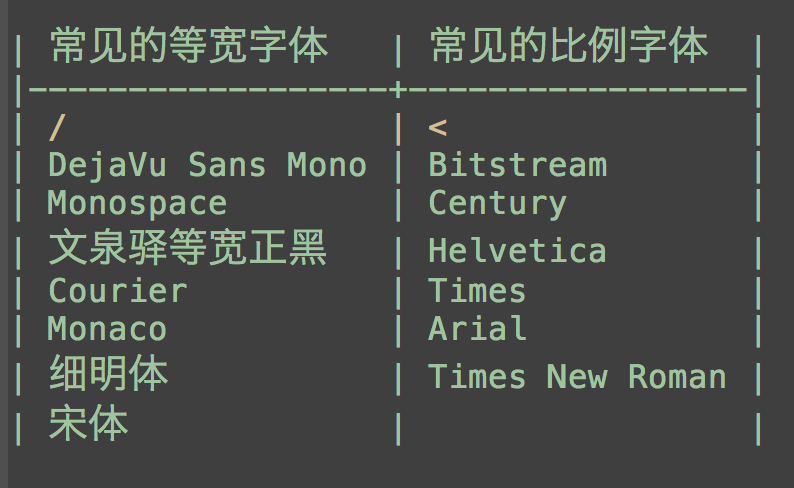 | 常见的等宽字体 | 常见的比例字体 |
|------------------+-----------------|
| / | < |
| DejaVu Sans Mono | Bitstream |
| Monospace | Century |
| 文泉驿等宽正黑 | Helvetica |
| Courier | Times |
| Monaco | Arial |
| 细明体 | Times New Roman |
| 宋体 | |